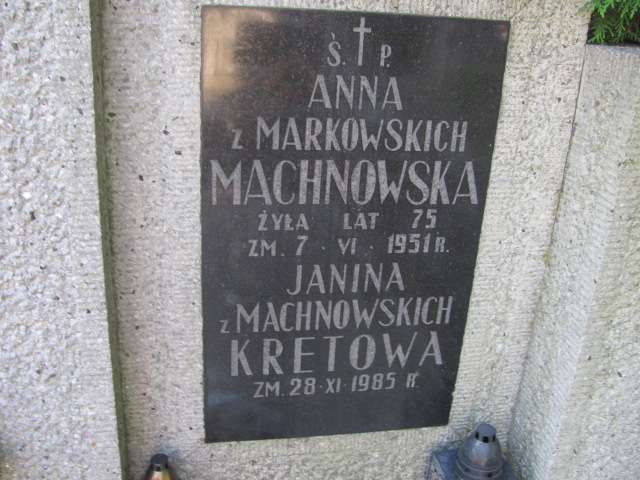 Ś. P.
ANNA
z MARKOWSKICH
MACHNOWSKA
ŻYŁA LAT 75
ZM. 7 · VI · 1951 R.
JANINA
z MACHNOWSKICH
KRETOWA
ZM. 28 · XI · 1985 R.